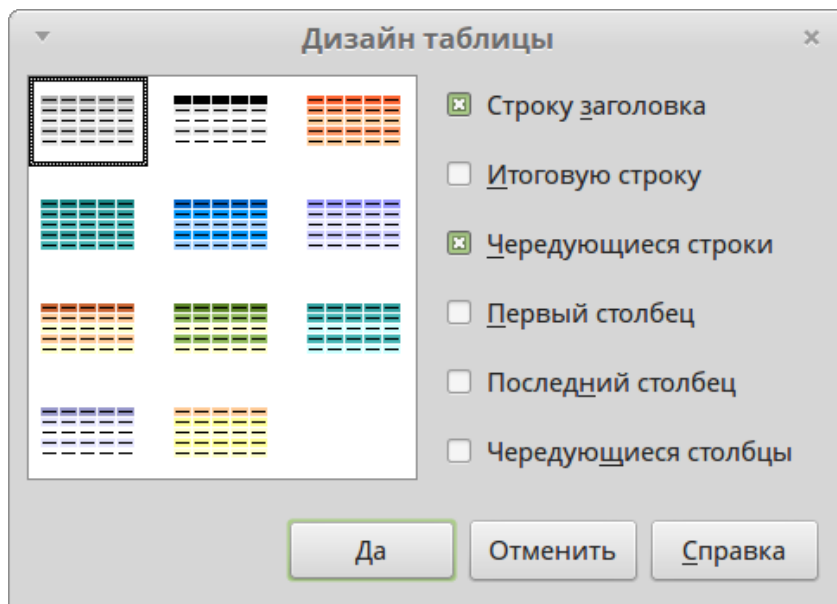 Дизайн таблицы
Строку заголовка
Итоговую строку
Чередующиеся строки
Первый столбец
Последний столбец
Чередующиеся столбцы
Да
Отменить
Справка